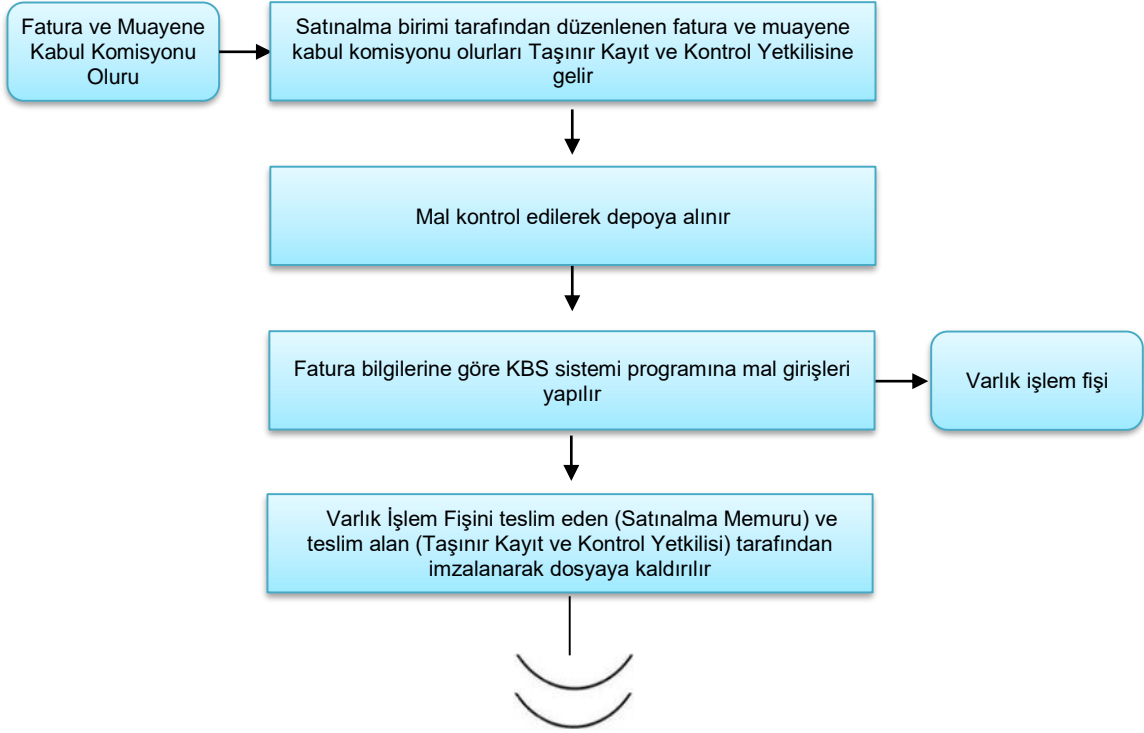 Fatura ve Muayene
Kabul Komisyonu
Oluru
Satınalma birimi tarafından düzenlenen fatura ve muayene
kabul komisyonu olurları Taşınır Kayıt ve Kontrol Yetkilisine
gelir
Mal kontrol edilerek depoya alınır
Fatura bilgilerine göre KBS sistemi programına mal girişleri
yapılır
Varlık işlem fişi
Varlık İşlem Fişini teslim eden (Satınalma Memuru) ve
teslim alan (Taşınır Kayıt ve Kontrol Yetkilisi) tarafından
imzalanarak dosyaya kaldırılır